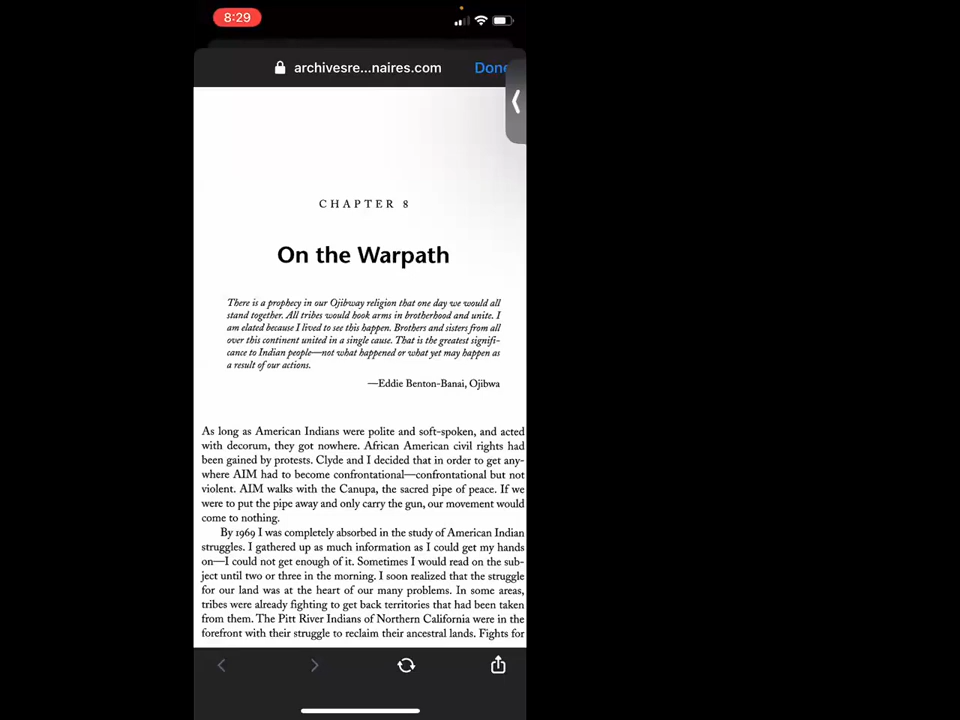 8:29
archivesre...naires.com
Done
CHAPTER 8
On the Warpath
There is a prophecy in our Ojibway religion that one day we would all
stand together. All tribes would hook arms in brotherhood and unite. I
am elated because I lived to see this happen. Brothers and sisters from all
over this continent united in a single cause. That is the greatest signifi-
cance to Indian people—not what happened or what yet may happen as
a result of our actions.
—Eddie Benton-Banai, Ojibwa
As long as American Indians were polite and soft-spoken, and acted
with decorum, they got nowhere. African American civil rights had
been gained by protests. Clyde and I decided that in order to get any-
where AIM had to become confrontational—confrontational but not
violent. AIM walks with the Canupa, the sacred pipe of peace. If we
were to put the pipe away and only carry the gun, our movement would
come to nothing.
By 1969 I was completely absorbed in the study of American Indian
struggles. I gathered up as much information as I could get my hands
on—I could not get enough of it. Sometimes I would read on the sub-
ject until two or three in the morning. I soon realized that the struggle
for our land was at the heart of our many problems. In some areas,
tribes were already fighting to get back territories that had been taken
from them. The Pitt River Indians of Northern California were in the
forefront with their struggle to reclaim their ancestral lands. Fights for